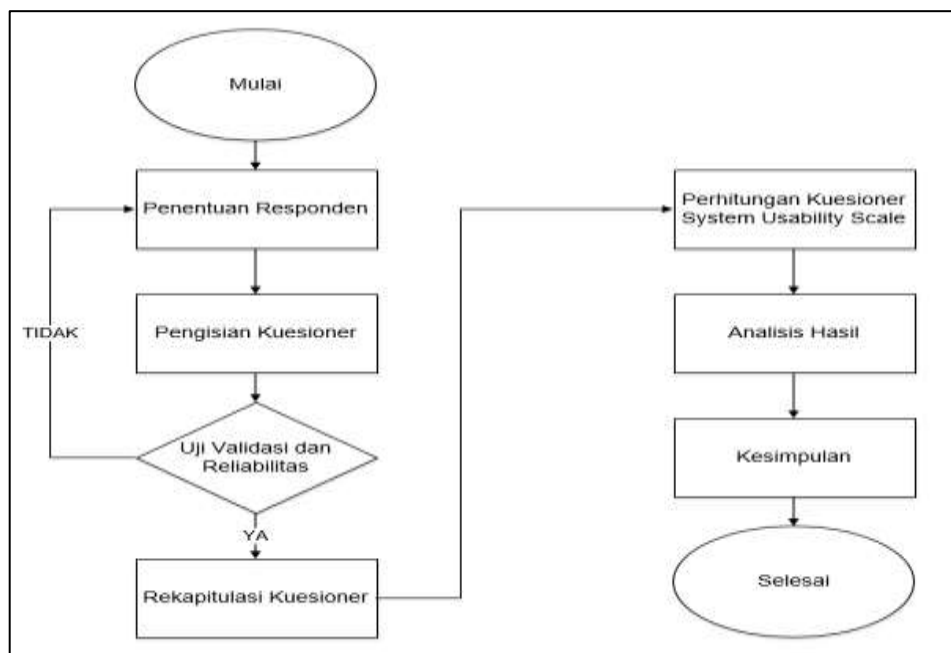 Mulai
Penentuan Responden
Pengisian Kuesioner
TIDAK
Uji Validasi dan
Reliabilitas
YA
Rekapitulasi Kuesioner
Perhitungan Kuesioner
System Usability Scale
Analisis Hasil
Kesimpulan
Selesai